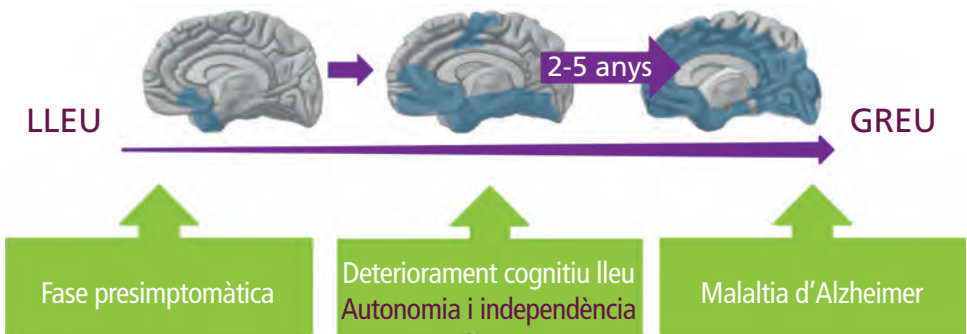 2-5 anys
LLEU
GREU
Fase presimptomàtica
Deteriorament cognitiu lleu
Autonomia i independència
Malaltia d’Alzheimer